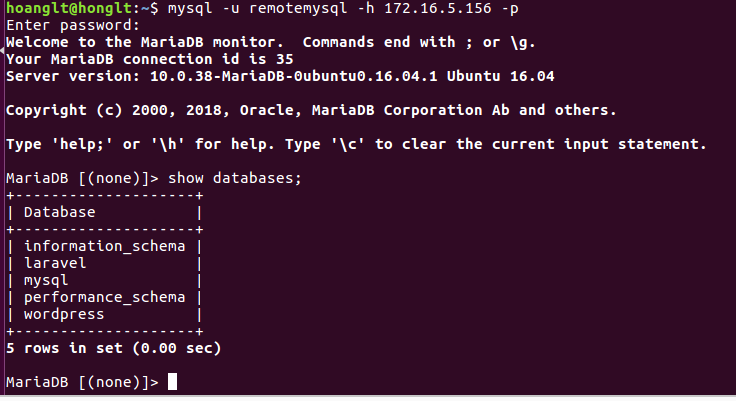 hoanglt@honglt:~$ mysql -u remotemysql -h 172.16.5.156 -p
Enter password:
Welcome to the MariaDB monitor.  Commands end with ; or \g.
Your MariaDB connection id is 35
Server version: 10.0.38-MariaDB-0ubuntu0.16.04.1 Ubuntu 16.04

Copyright (c) 2000, 2018, Oracle, MariaDB Corporation Ab and others.

Type 'help;' or '\h' for help. Type '\c' to clear the current input statement.

MariaDB [(none)]> show databases;
+--------------------+
| Database           |
+--------------------+
| information_schema |
| laravel            |
| mysql              |
| performance_schema |
| wordpress          |
+--------------------+
5 rows in set (0.00 sec)

MariaDB [(none)]>